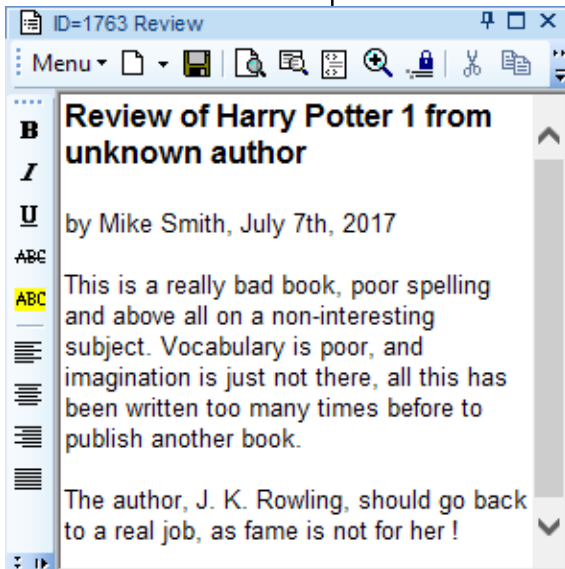 ID=1763 Review
Menu
B
Review of Harry Potter 1 from
unknown author
I
U
by Mike Smith, July 7th, 2017
ABC
ABC
This is a really bad book, poor spelling
and above all on a non-interesting
subject. Vocabulary is poor, and
imagination is just not there, all this has
been written too many times before to
publish another book.
The author, J. K. Rowling, should go back
to a real job, as fame is not for her !